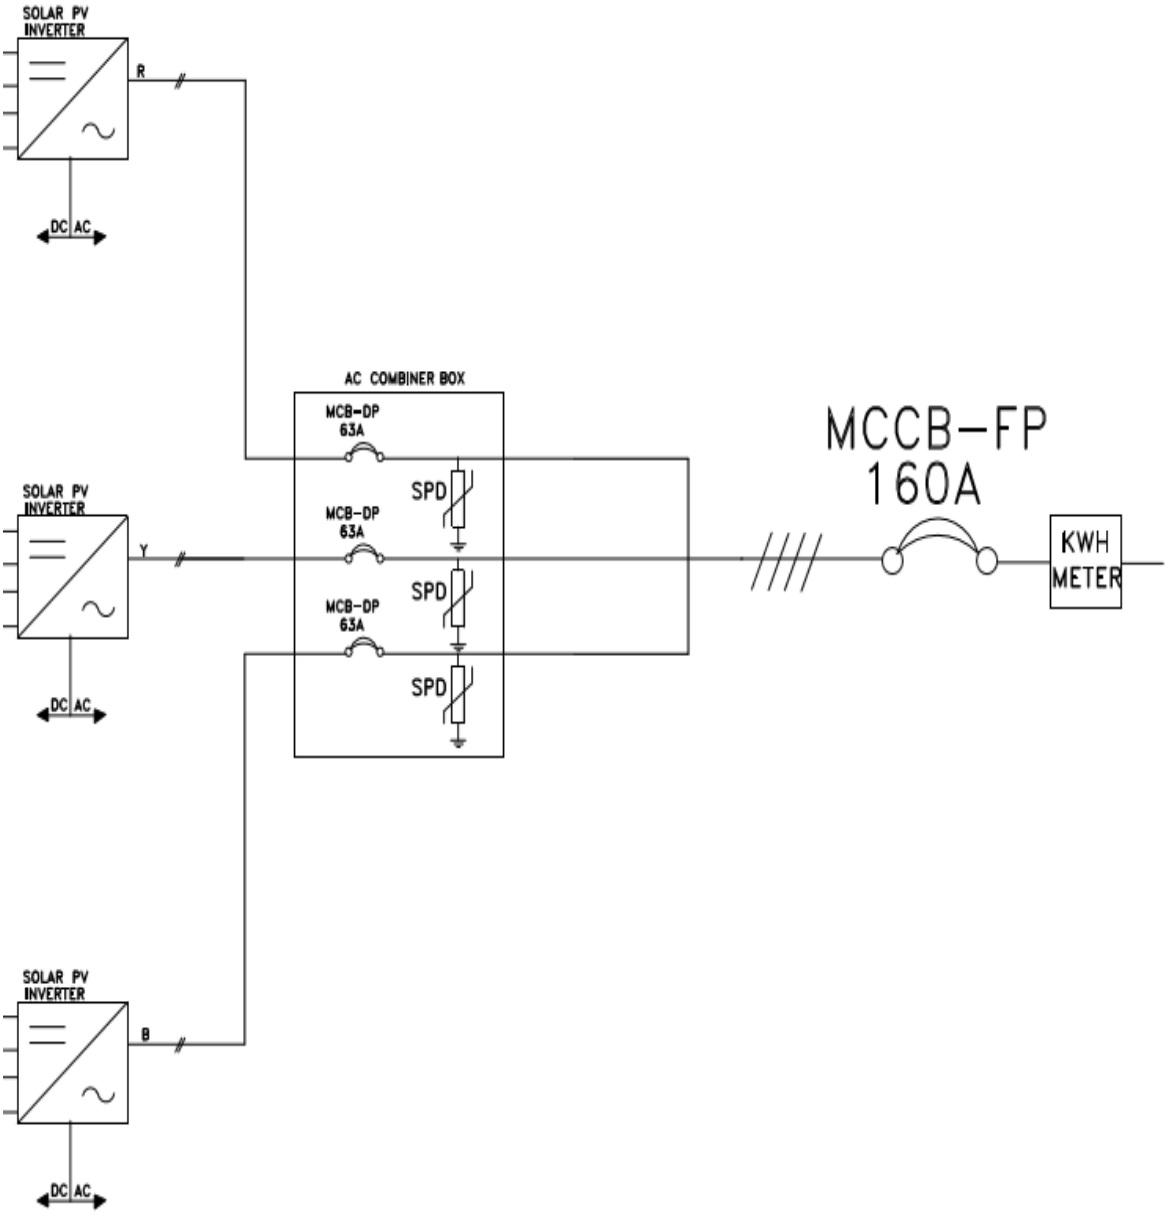 SOLAR PV
INVERTER
R
DC AC
AC COMBINER BOX
MCB-DP
63A
SPD
MCB-DP
63A
SPD
MCB-DP
63A
SPD
MCCB-FP
160A
KWH
METER
SOLAR PV
INVERTER
Y
DC AC
SOLAR PV
INVERTER
B
DC AC